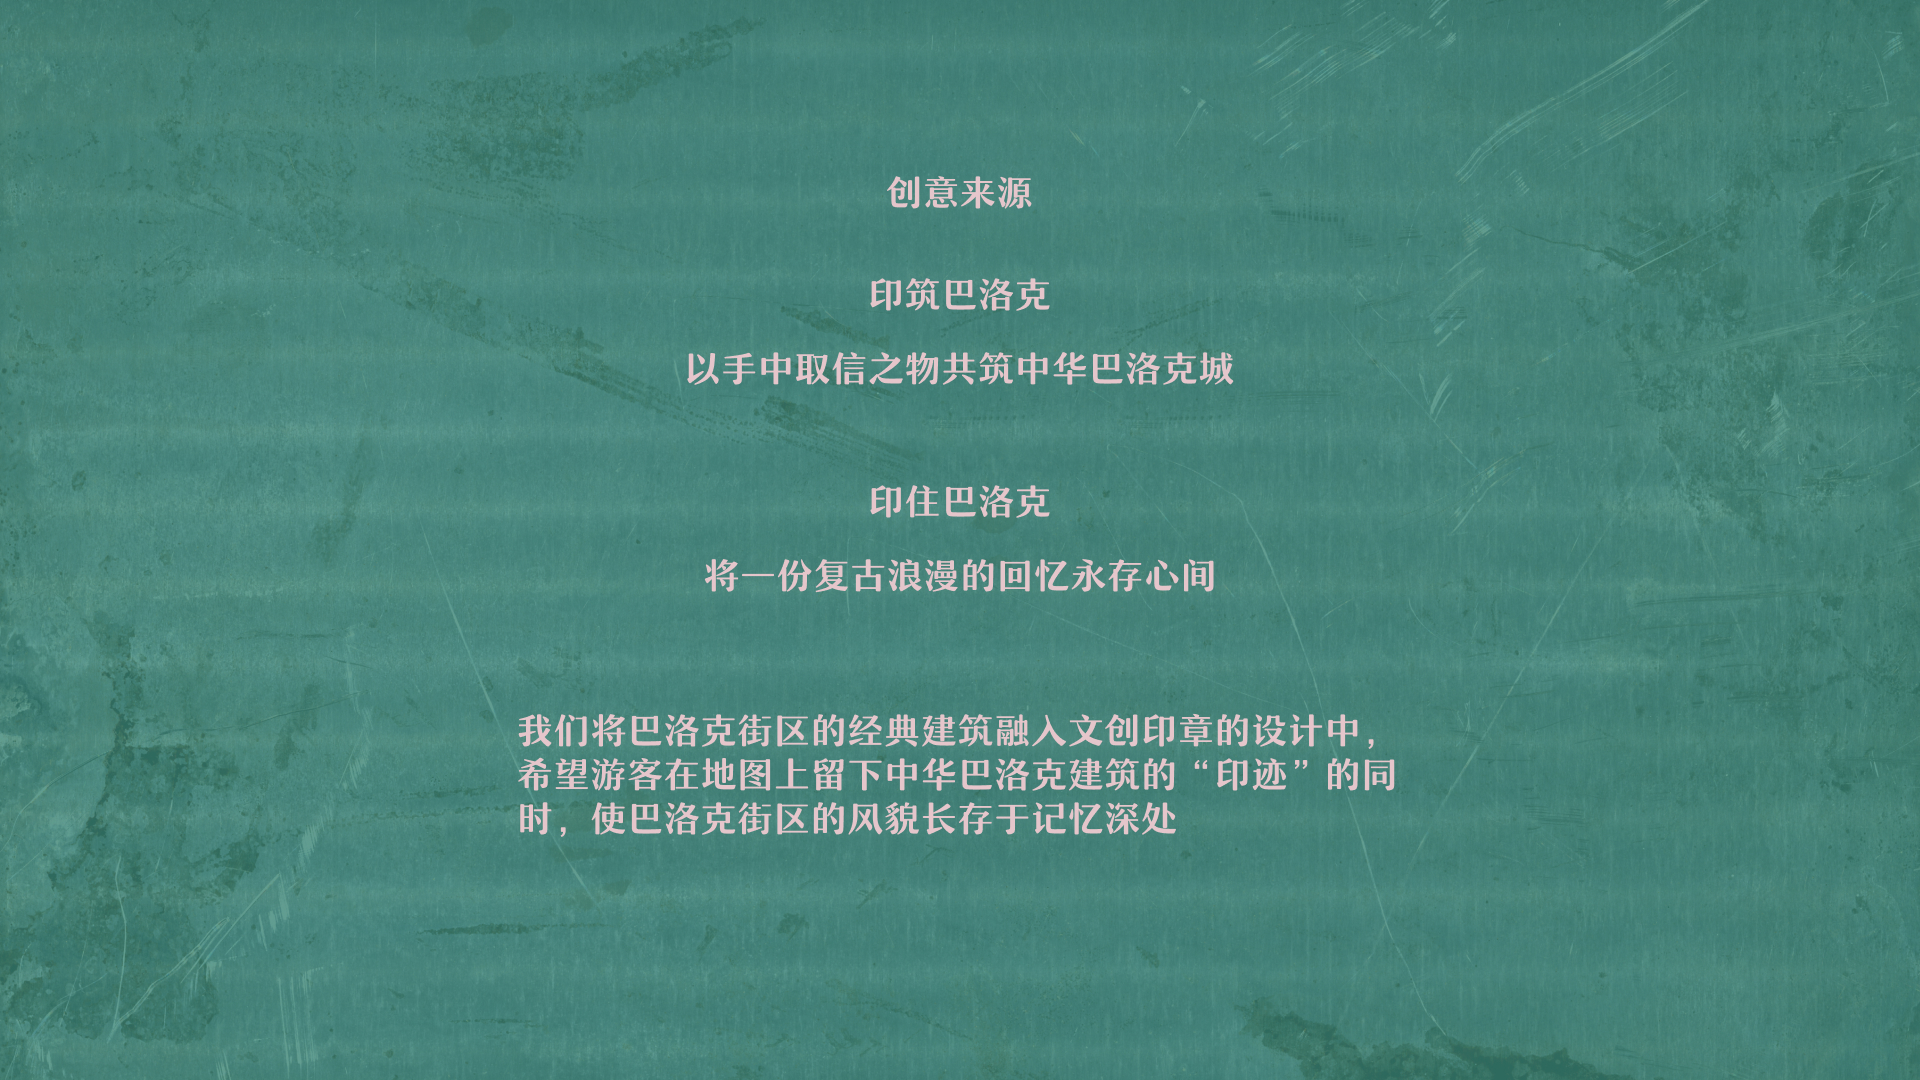 创意来源
印筑巴洛克
以手中取信之物共筑中华巴洛克城
印住巴洛克
将一份复古浪漫的回忆永存心间
我们将巴洛克街区的经典建筑融入文创印章的设计中，
希望游客在地图上留下中华巴洛克建筑的“印迹”的同
时，使巴洛克街区的风貌长存于记忆深处